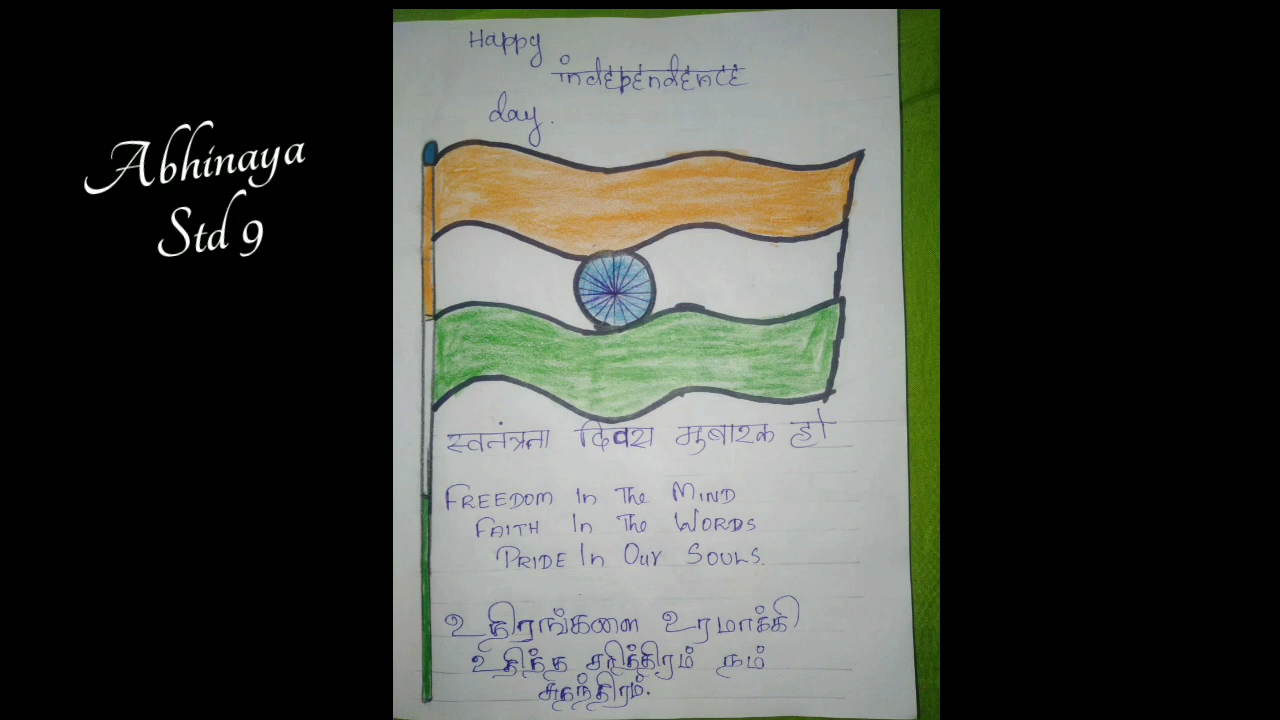 Abhinaya
Std 9
Happy
independence
day.
स्वतंत्रता दिवस मुबारक हो
FREEDOM In The MIND
FAITH In The WORDS
PRIDE In Our SOULS.
உதிரங்களை உரமாக்கி
உதித்த சரித்திரம் நம்
சுதந்திரம்.